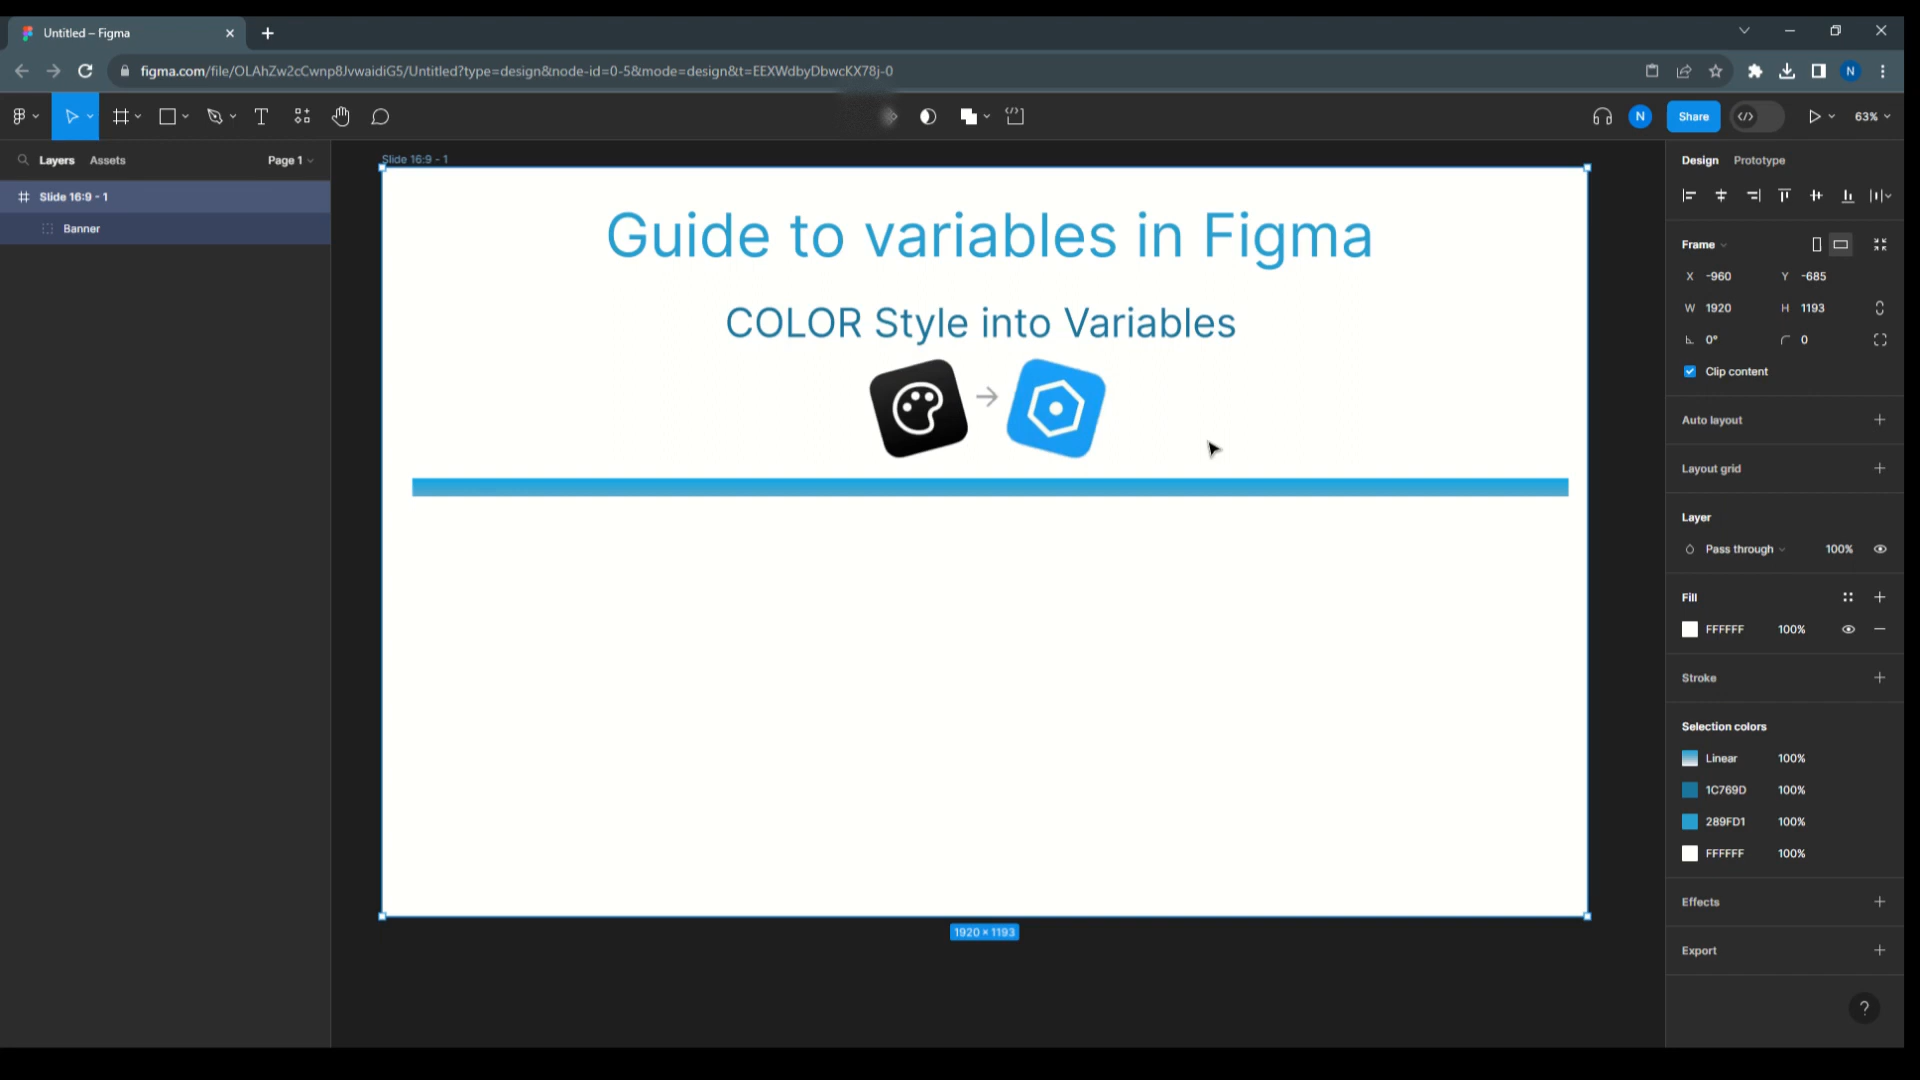 Untitled – Figma
figma.com/file/OLAhZw2cCwnp8JvwaidiG5/Untitled?type=design&node-id=0-5&mode=design&t=EEXWdbyDbwcKX78j-0
N
N
Share
63%
Layers
Assets
Page 1
Slide 16:9 - 1
Banner
Slide 16:9 - 1
Guide to variables in Figma
COLOR Style into Variables
1920 × 1193
Design
Prototype
Frame
X -960
Y -685
W 1920
H 1193
0°
0
Clip content
Auto layout
Layout grid
Layer
Pass through
100%
Fill
FFFFFF
100%
Stroke
Selection colors
Linear
100%
1C769D
100%
289FD1
100%
FFFFFF
100%
Effects
Export
?